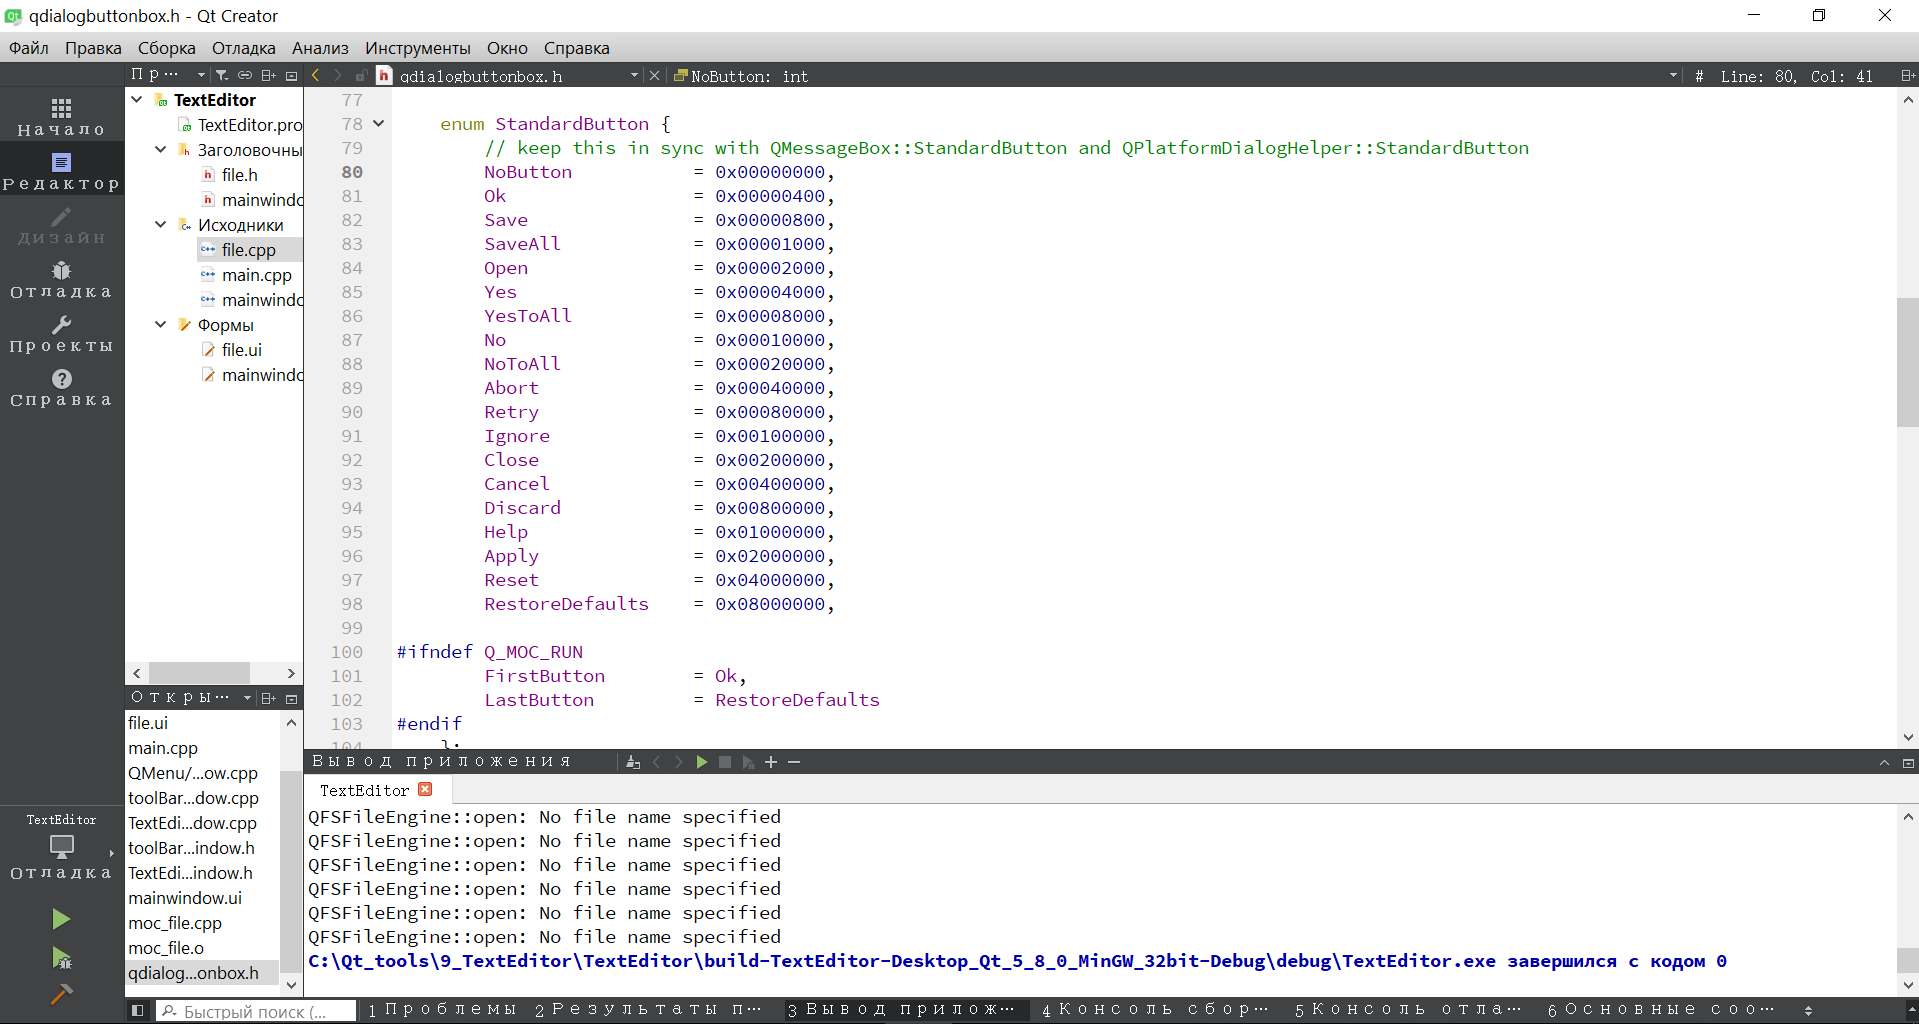 qdialogbuttonbox.h - Qt Creator
Файл Правка Сборка Отладка Анализ Инструменты Окно Справка
Пр··· qdialogbuttonbox.h NoButton: int # Line: 80, Col: 41
Начало
Редактор
Дизайн
Отладка
Проекты
Справка
TextEditor
Отладка
TextEditor
TextEditor.pro
Заголовочны
file.h
mainwindo
Исходники
file.cpp
main.cpp
mainwindo
Формы
file.ui
mainwindo
Откры···
file.ui
main.cpp
QMenu/...ow.cpp
toolBar...dow.cpp
TextEdi...dow.cpp
toolBar...indow.h
TextEdi...indow.h
mainwindow.ui
moc_file.cpp
moc_file.o
qdialog...onbox.h
77
78 enum StandardButton {
79 // keep this in sync with QMessageBox::StandardButton and QPlatformDialogHelper::StandardButton
80 NoButton = 0x00000000,
81 Ok = 0x00000400,
82 Save = 0x00000800,
83 SaveAll = 0x00001000,
84 Open = 0x00002000,
85 Yes = 0x00004000,
86 YesToAll = 0x00008000,
87 No = 0x00010000,
88 NoToAll = 0x00020000,
89 Abort = 0x00040000,
90 Retry = 0x00080000,
91 Ignore = 0x00100000,
92 Close = 0x00200000,
93 Cancel = 0x00400000,
94 Discard = 0x00800000,
95 Help = 0x01000000,
96 Apply = 0x02000000,
97 Reset = 0x04000000,
98 RestoreDefaults = 0x08000000,
99
100 #ifndef Q_MOC_RUN
101 FirstButton = Ok,
102 LastButton = RestoreDefaults
103 #endif
104 };
Вывод приложения
TextEditor
QFSFileEngine::open: No file name specified
QFSFileEngine::open: No file name specified
QFSFileEngine::open: No file name specified
QFSFileEngine::open: No file name specified
QFSFileEngine::open: No file name specified
QFSFileEngine::open: No file name specified
C:\Qt_tools\9_TextEditor\TextEditor\build-TextEditor-Desktop_Qt_5_8_0_MinGW_32bit-Debug\debug\TextEditor.exe завершился с кодом 0
Быстрый поиск (... 1 Проблемы 2 Результаты п··· 3 Вывод прилож··· 4 Консоль сбор··· 5 Консоль отла··· 6 Основные соо···